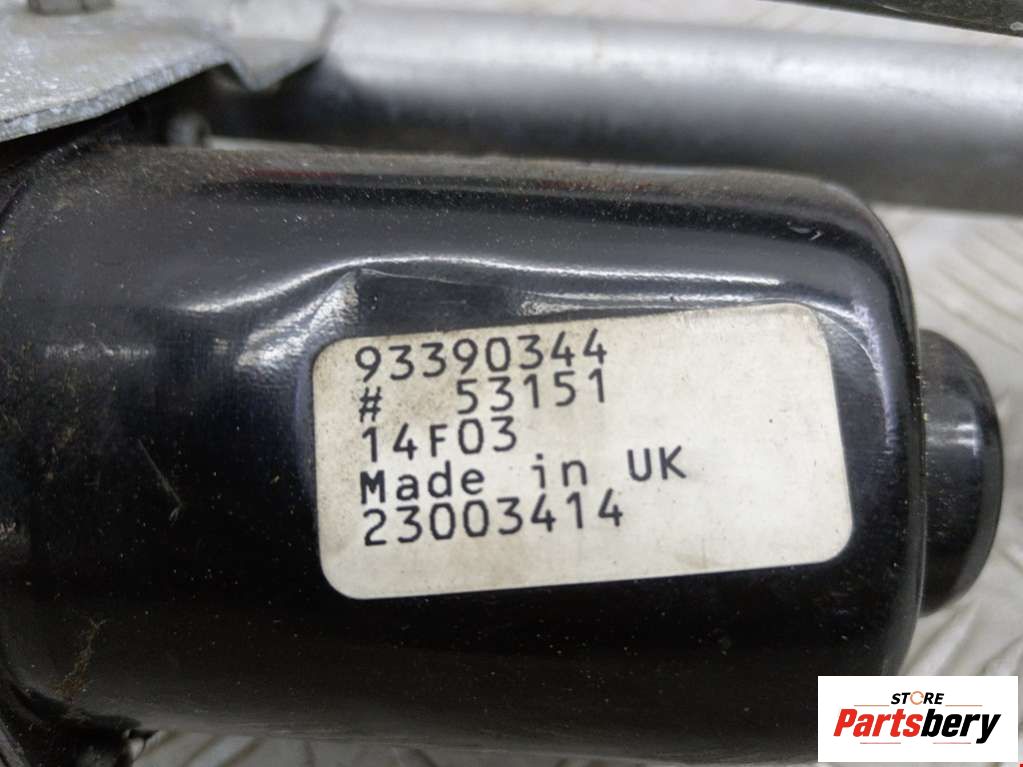 93390344
# 53151
14F03
Made in UK
23003414
STORE
Partsbery